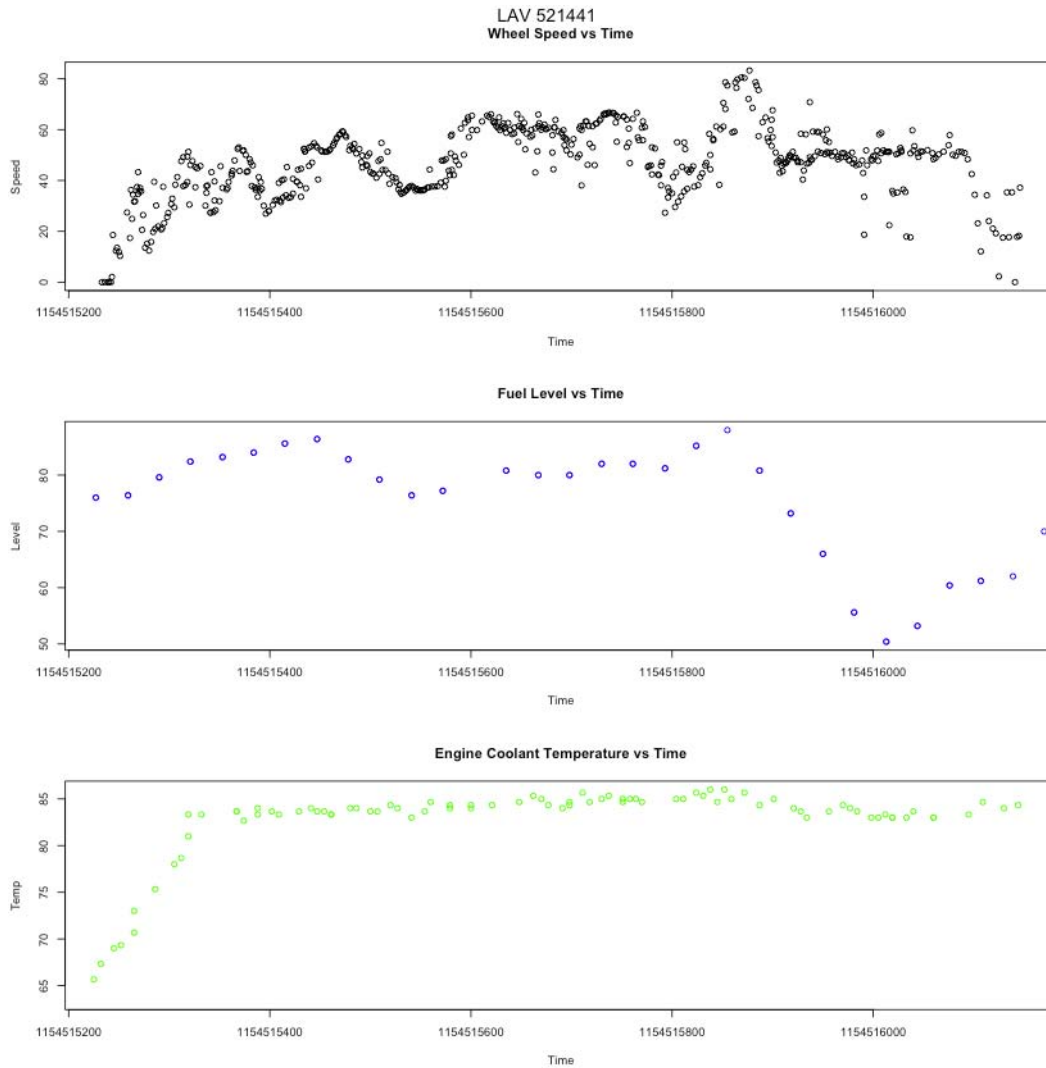 LAV 521441
Wheel Speed vs Time
80
60
40
20
0
Speed
1154515200 1154515400 1154515600 1154515800 1154516000
Time
Fuel Level vs Time
80
70
60
50
Level
1154515200 1154515400 1154515600 1154515800 1154516000
Time
Engine Coolant Temperature vs Time
85
80
75
70
65
Temp
1154515200 1154515400 1154515600 1154515800 1154516000
Time